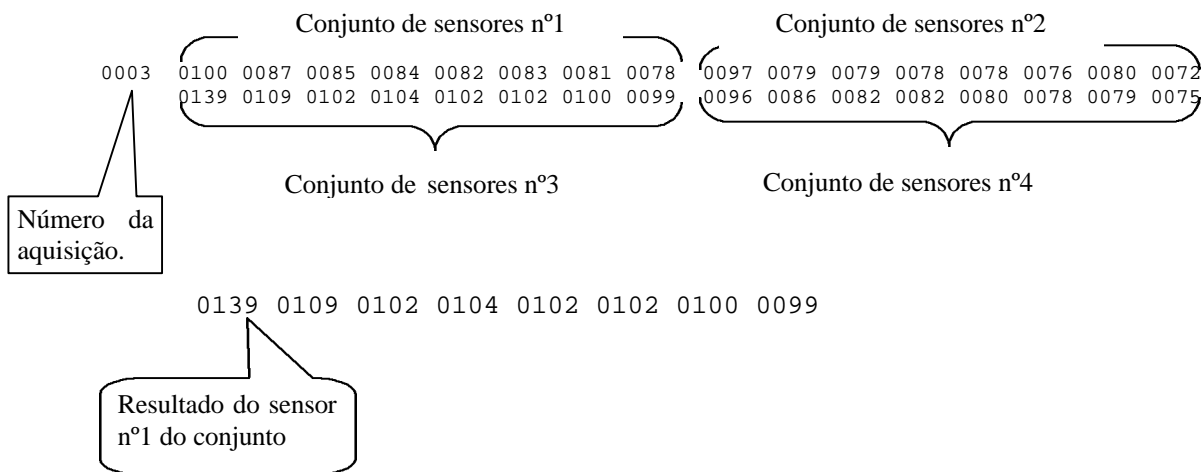 Conjunto de sensores nº1 Conjunto de sensores nº2
0003 0100 0087 0085 0084 0082 0083 0081 0078 0097 0079 0079 0078 0078 0076 0080 0072
0139 0109 0102 0104 0102 0102 0100 0099 0096 0086 0082 0082 0080 0078 0079 0075
Conjunto de sensores nº3 Conjunto de sensores nº4
Número da
aquisição.
0139 0109 0102 0104 0102 0102 0100 0099
Resultado do sensor
nº1 do conjunto